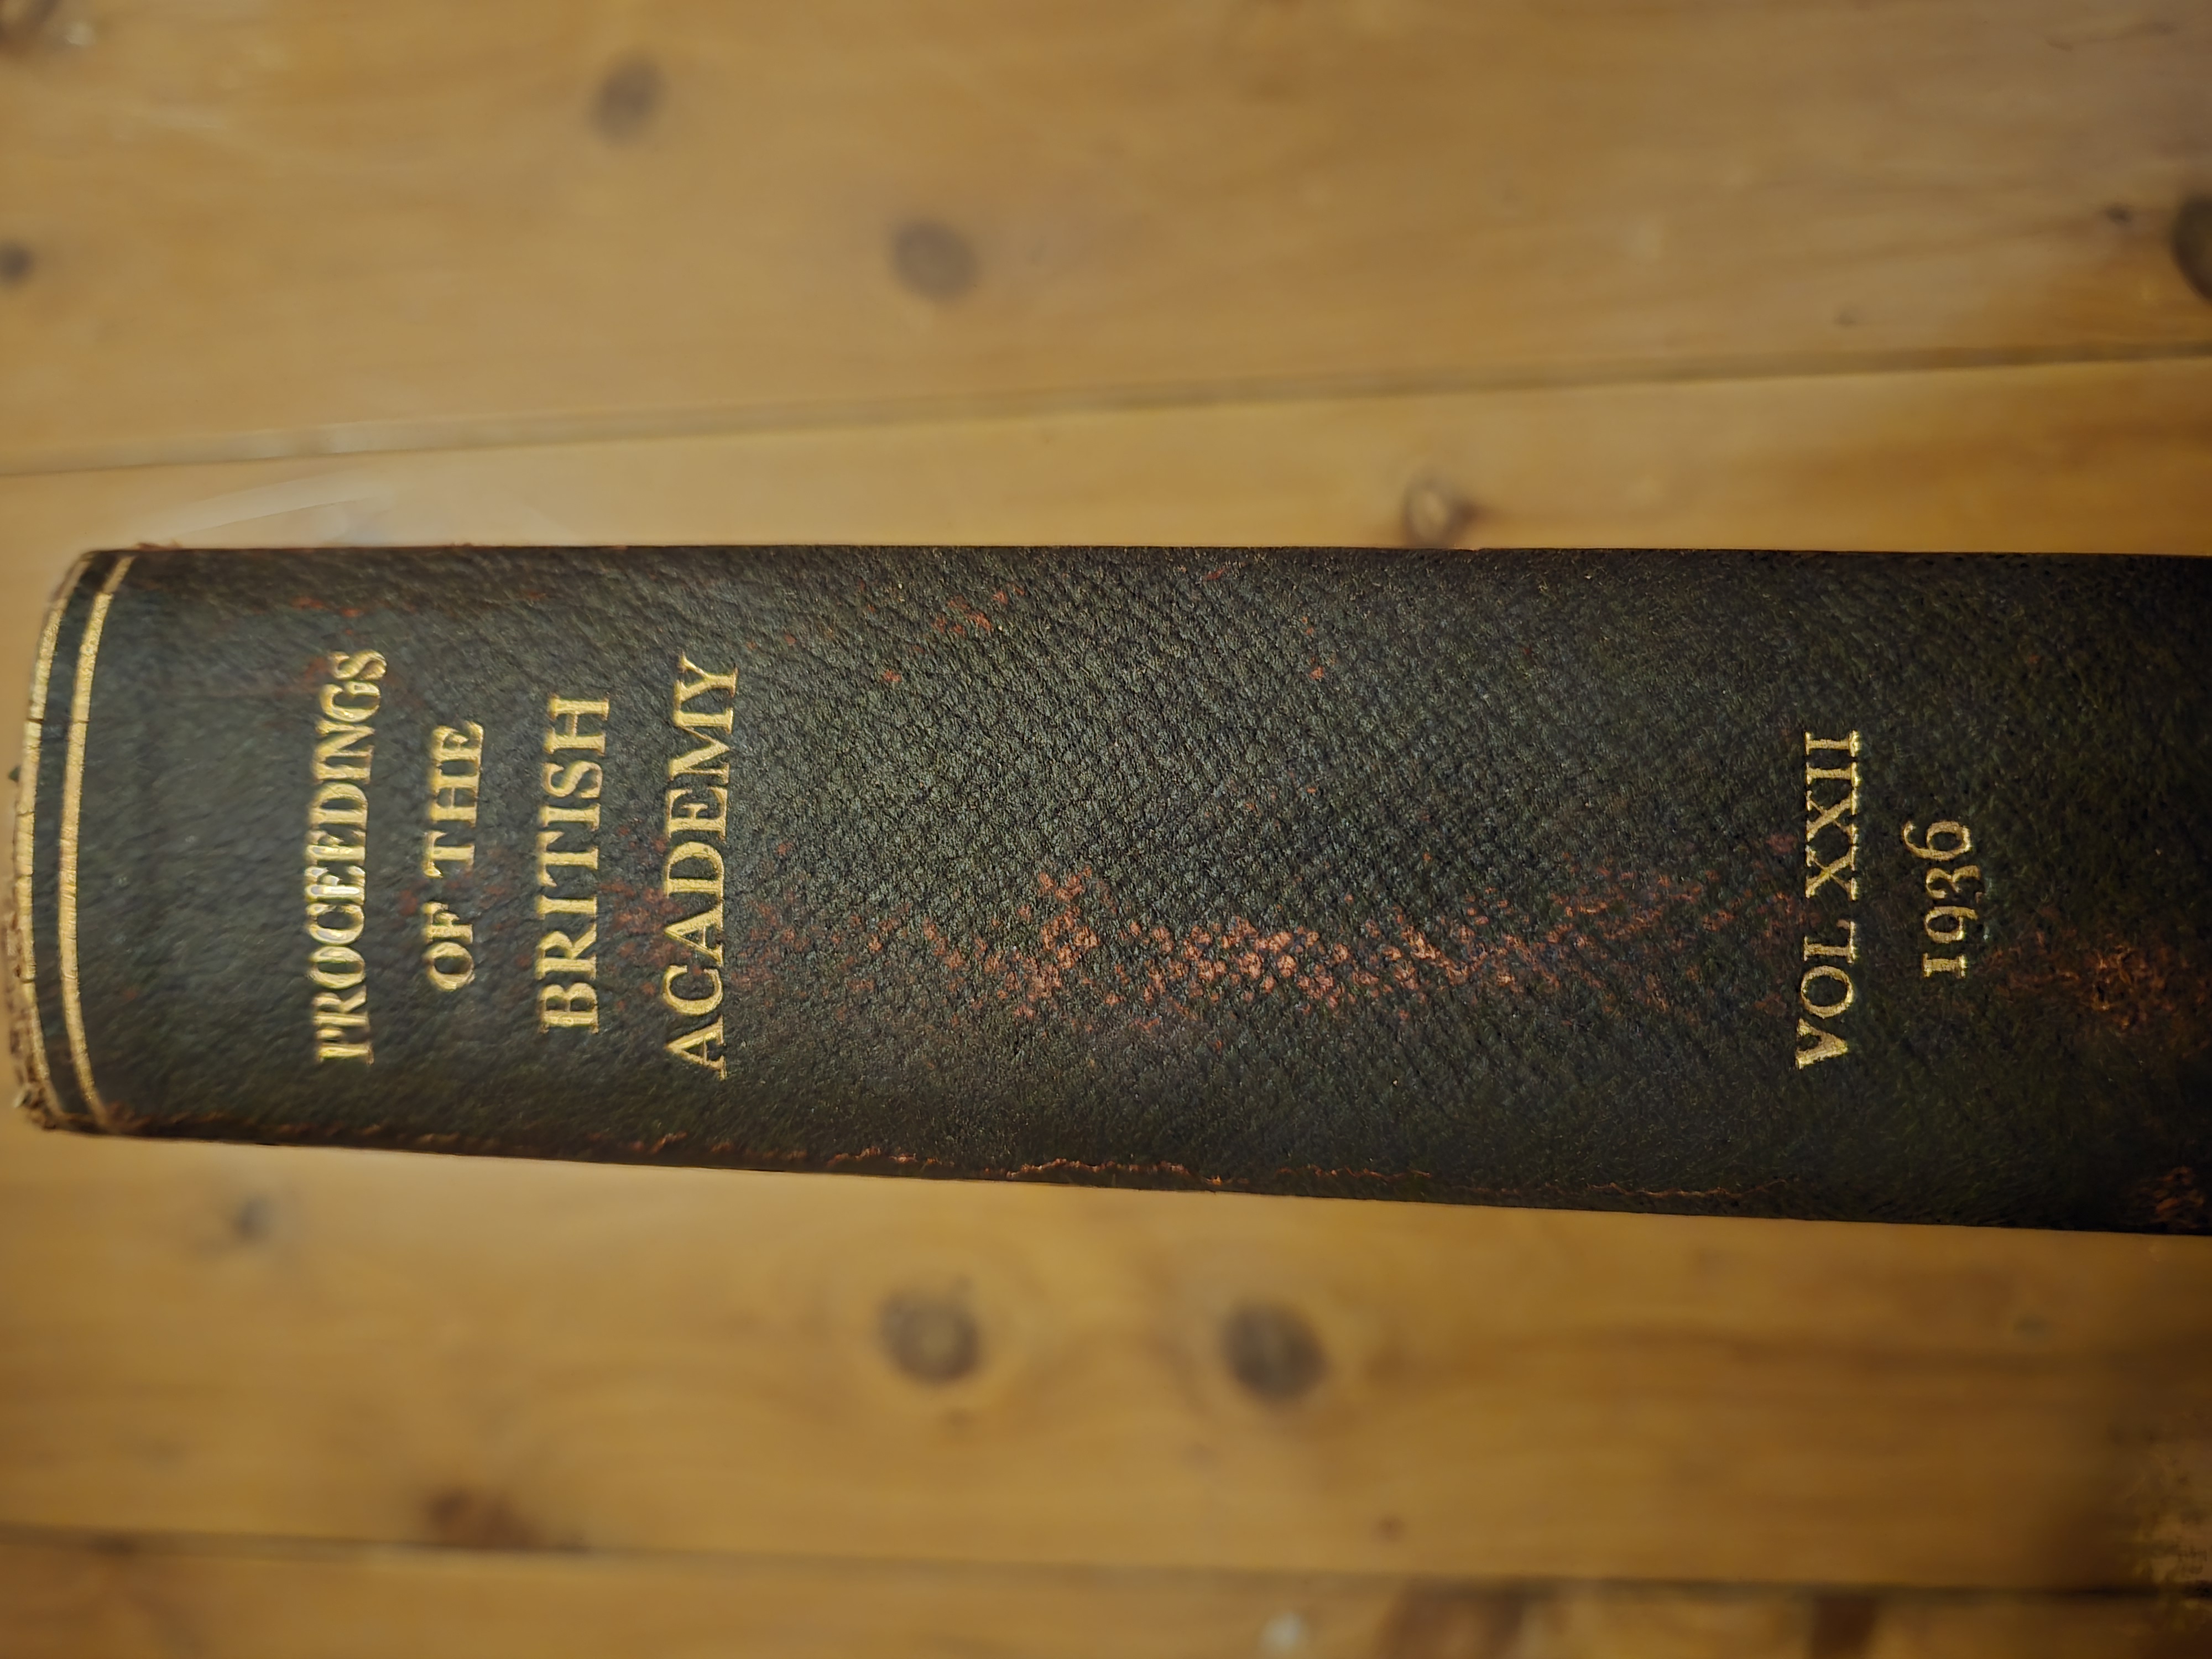 PROCEEDINGS
OF THE
BRITISH
ACADEMY
VOL XXII
1936